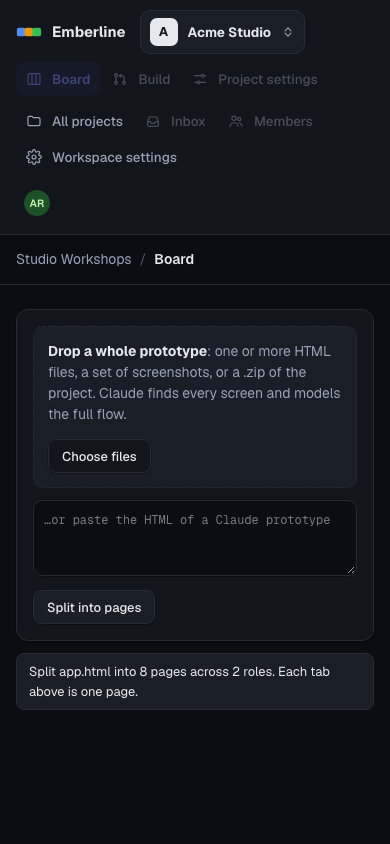 Emberline
A
Acme Studio
Board
Build
Project settings
All projects
Inbox
Members
Workspace settings
AR
Studio Workshops / Board
Drop a whole prototype: one or more HTML
files, a set of screenshots, or a .zip of the
project. Claude finds every screen and models
the full flow.
Choose files
…or paste the HTML of a Claude prototype
Split into pages
Split app.html into 8 pages across 2 roles. Each tab
above is one page.